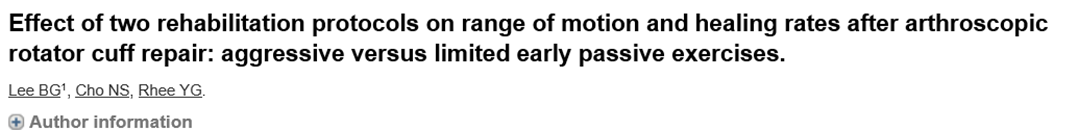 Effect of two rehabilitation protocols on range of motion and healing rates after arthroscopic
rotator cuff repair: aggressive versus limited early passive exercises.
Lee BG¹, Cho NS, Rhee YG.
Author information